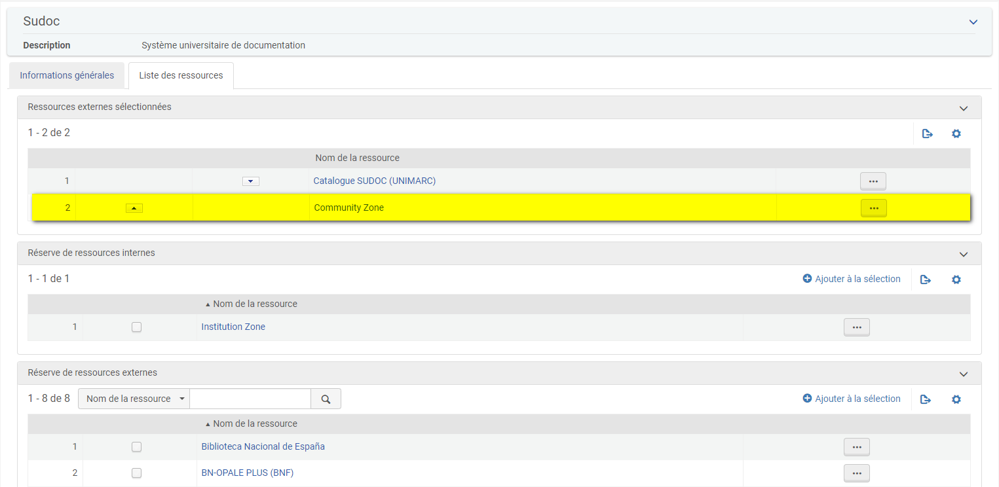 Sudoc
Description Système universitaire de documentation
Informations générales Liste des ressources
Ressources externes sélectionnées
1 - 2 de 2
Nom de la ressource
1 Catalogue SUDOC (UNIMARC)
2 Community Zone
Réserve de ressources internes
1 - 1 de 1 Ajouter à la sélection
Nom de la ressource
1 Institution Zone
Réserve de ressources externes
1 - 8 de 8 Nom de la ressource Ajouter à la sélection
Nom de la ressource
1 Biblioteca Nacional de España
2 BN-OPALE PLUS (BNF)